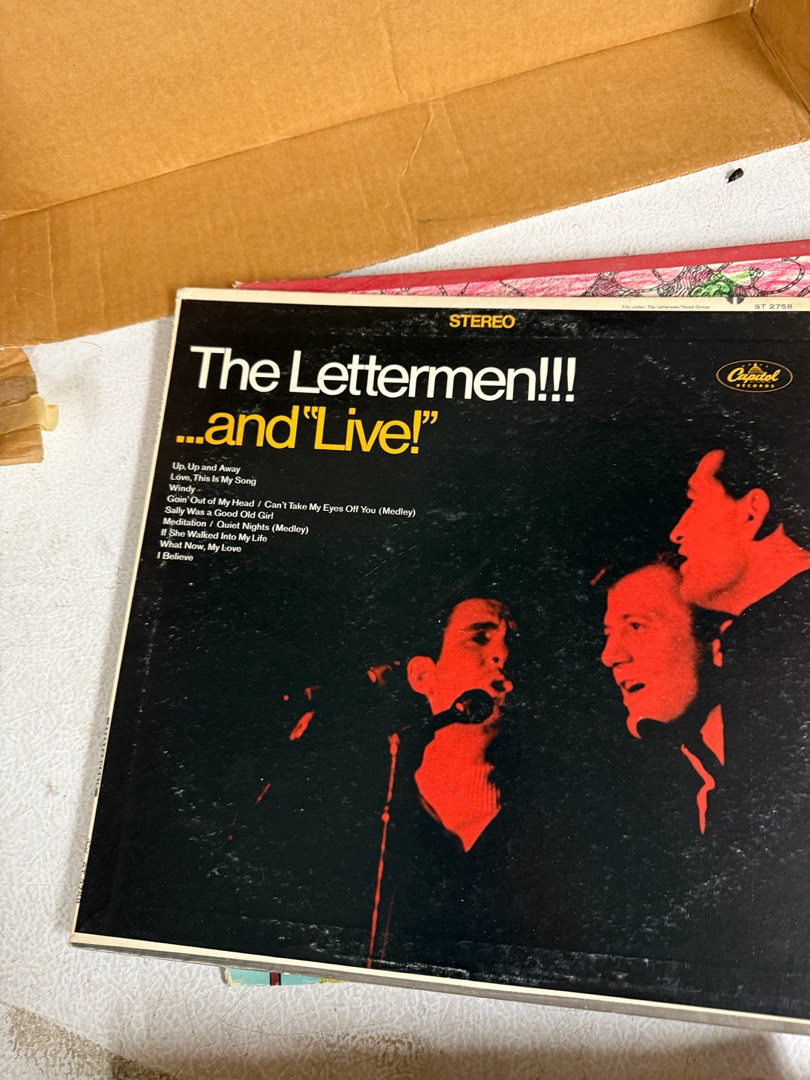 File under: The Lettermen/Vocal Group
ST 2758
STEREO
The Lettermen!!!
Capitol
RECORDS
...and "Live!"
Up, Up and Away
Love, This Is My Song
Windy
Goin' Out of My Head / Can't Take My Eyes Off You (Medley)
Sally Was a Good Old Girl
Meditation / Quiet Nights (Medley)
If She Walked Into My Life
What Now, My Love
I Believe